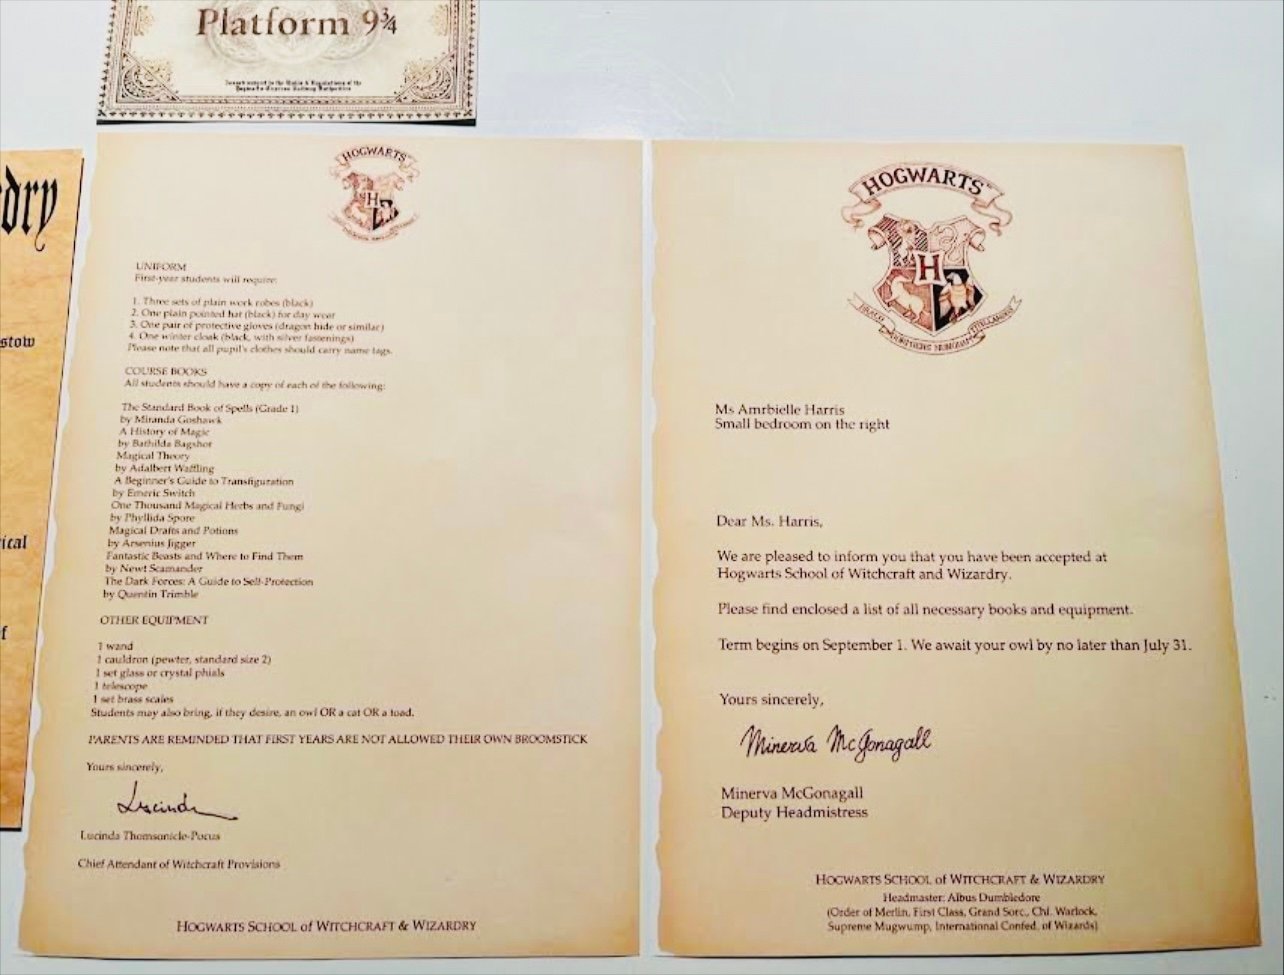 Platform 9¾
Hogwarts Express Railway Authorities
dry
stow
ical
f
HOGWARTS
H
UNIFORM
First-year students will require:
1. Three sets of plain work robes (black)
2. One plain pointed hat (black) for day wear
3. One pair of protective gloves (dragon hide or similar)
4. One winter cloak (black, with silver fastenings)
Please note that all pupil's clothes should carry name tags.
COURSE BOOKS
All students should have a copy of each of the following:
The Standard Book of Spells (Grade 1)
by Miranda Goshawk
A History of Magic
by Bathilda Bagshot
Magical Theory
by Adalbert Waffling
A Beginner's Guide to Transfiguration
by Emeric Switch
One Thousand Magical Herbs and Fungi
by Phyllida Spore
Magical Drafts and Potions
by Arsenius Jigger
Fantastic Beasts and Where to Find Them
by Newt Scamander
The Dark Forces: A Guide to Self-Protection
by Quentin Trimble
OTHER EQUIPMENT
1 wand
1 cauldron (pewter, standard size 2)
1 set glass or crystal phials
1 telescope
1 set brass scales
Students may also bring, if they desire, an owl OR a cat OR a toad.
PARENTS ARE REMINDED THAT FIRST YEARS ARE NOT ALLOWED THEIR OWN BROOMSTICK
Yours sincerely,
Lucinda
Lucinda Thomsonicle-Pocus
Chief Attendant of Witchcraft Provisions
HOGWARTS SCHOOL of WITCHCRAFT & WIZARDRY
HOGWARTS
H
DRACO DORMIENS NUNQUAM TITILLANDUS
Ms Amrbielle Harris
Small bedroom on the right
Dear Ms. Harris,
We are pleased to inform you that you have been accepted at
Hogwarts School of Witchcraft and Wizardry.
Please find enclosed a list of all necessary books and equipment.
Term begins on September 1. We await your owl by no later than July 31.
Yours sincerely,
Minerva McGonagall
Minerva McGonagall
Deputy Headmistress
HOGWARTS SCHOOL of WITCHCRAFT & WIZARDRY
Headmaster: Albus Dumbledore
(Order of Merlin, First Class, Grand Sorc., Chf. Warlock,
Supreme Mugwump, International Confed. of Wizards)